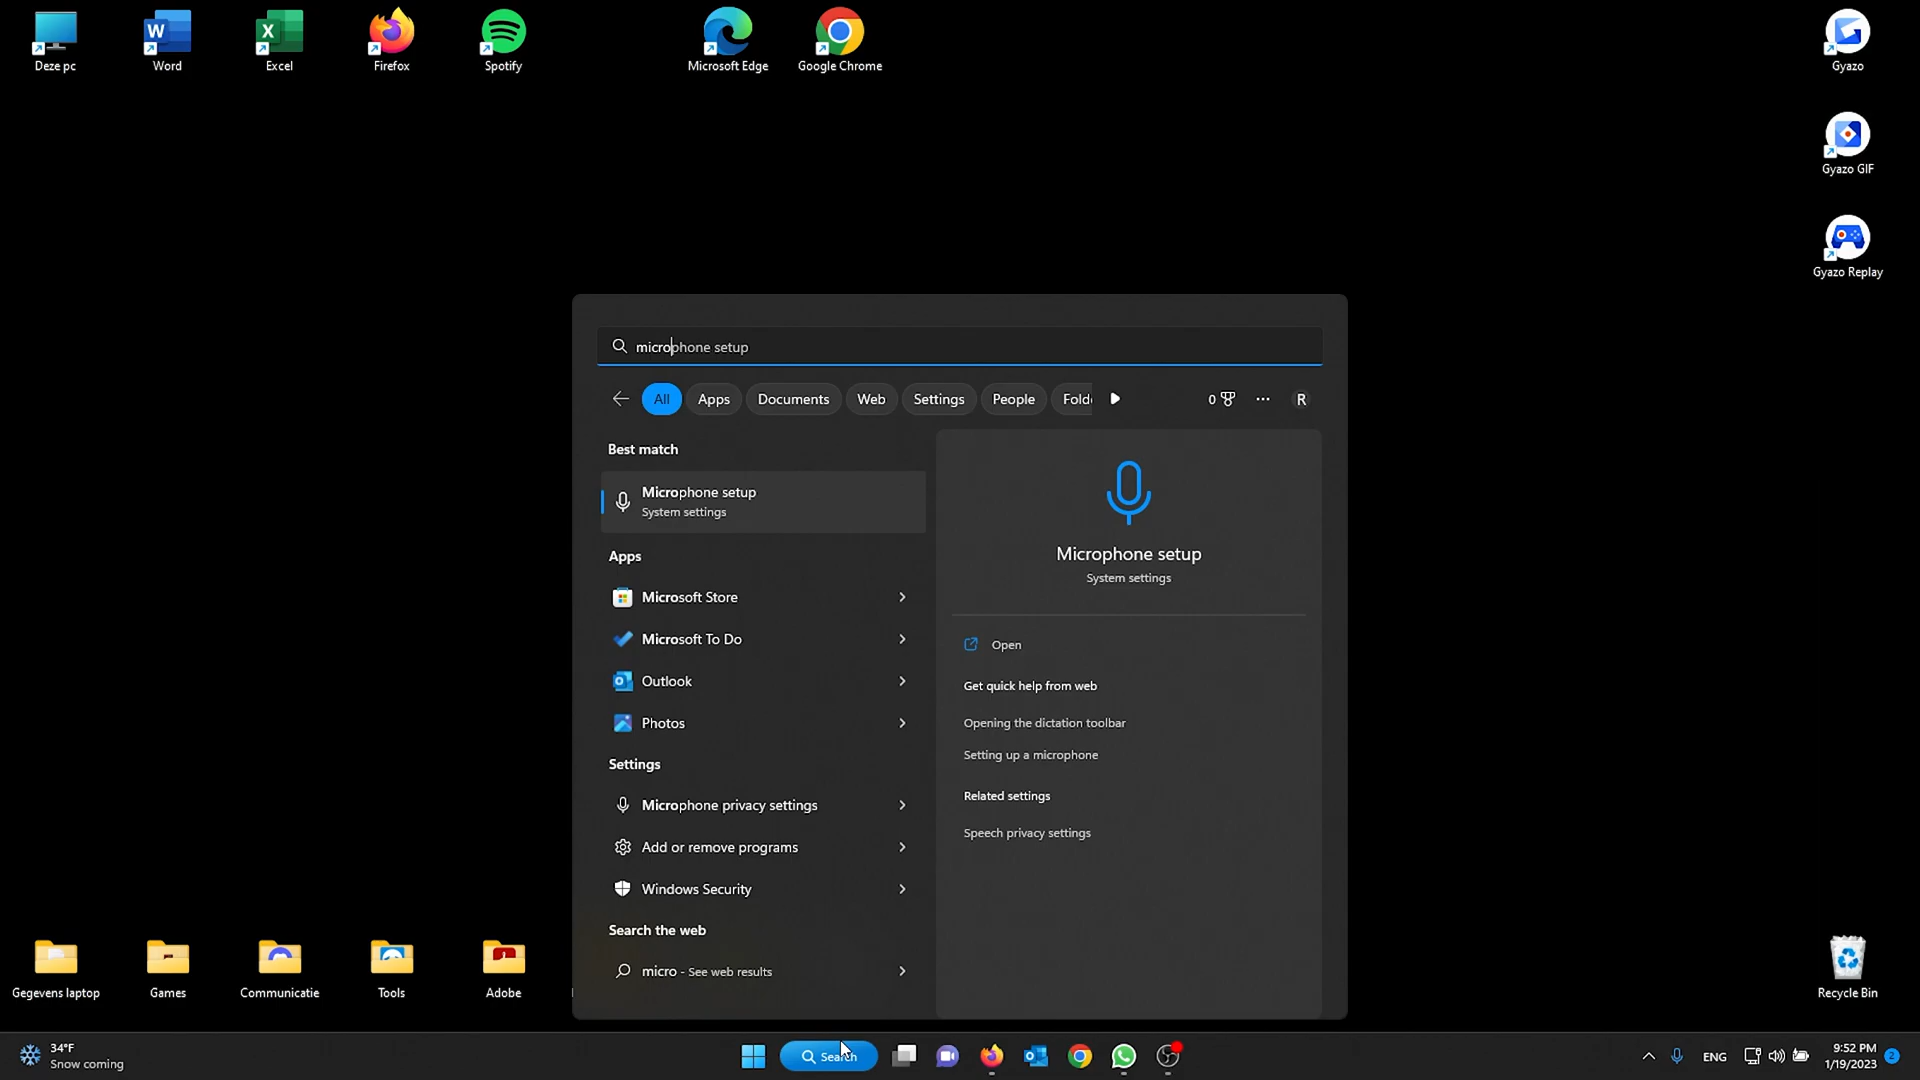 Deze pc
Word
Excel
Firefox
Spotify
Microsoft Edge
Google Chrome
Gyazo
Gyazo GIF
Gyazo Replay
microphone setup
All
Apps
Documents
Web
Settings
People
Fold
0
R
Best match
Microphone setup
System settings
Apps
Microsoft Store
Microsoft To Do
Outlook
Photos
Settings
Microphone privacy settings
Add or remove programs
Windows Security
Search the web
micro - See web results
Microphone setup
System settings
Open
Get quick help from web
Opening the dictation toolbar
Setting up a microphone
Related settings
Speech privacy settings
Gegevens laptop
Games
Communicatie
Tools
Adobe
Recycle Bin
34°F
Snow coming
Search
ENG
9:52 PM
1/19/2023
2